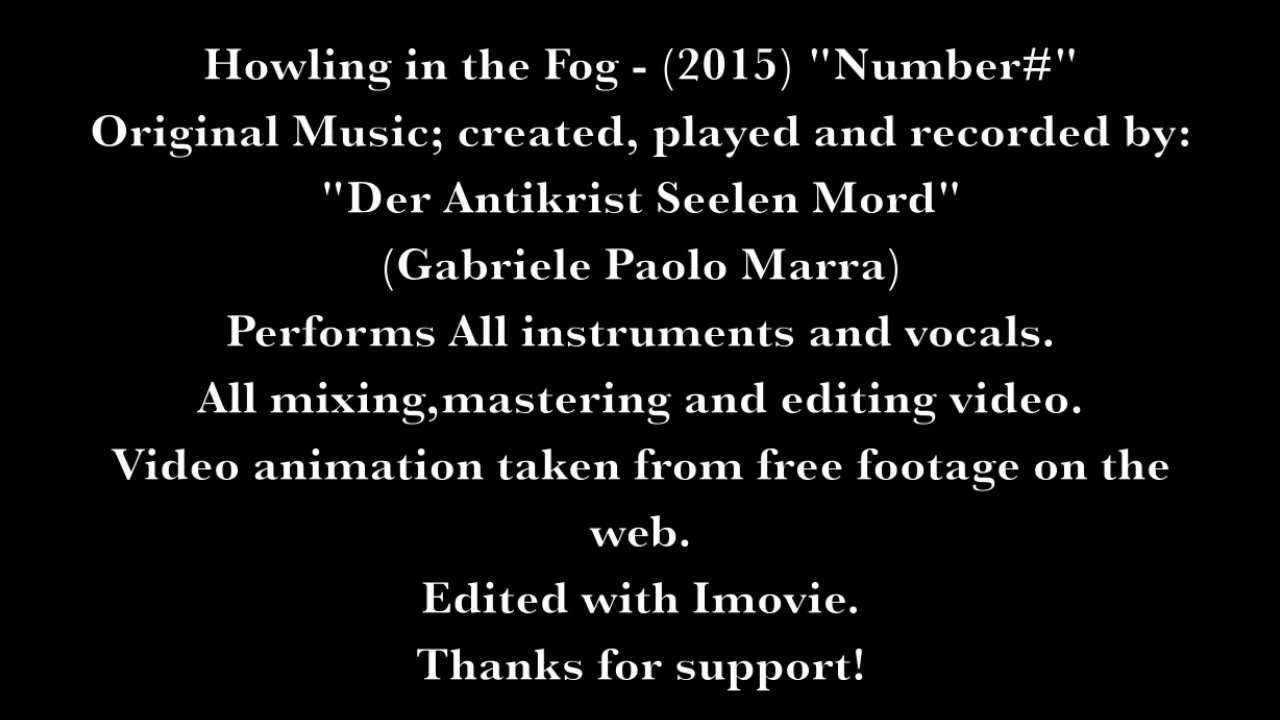 Howling in the Fog - (2015) "Number#"
Original Music; created, played and recorded by:
"Der Antikrist Seelen Mord"
(Gabriele Paolo Marra)
Performs All instruments and vocals.
All mixing,mastering and editing video.
Video animation taken from free footage on the
web.
Edited with Imovie.
Thanks for support!